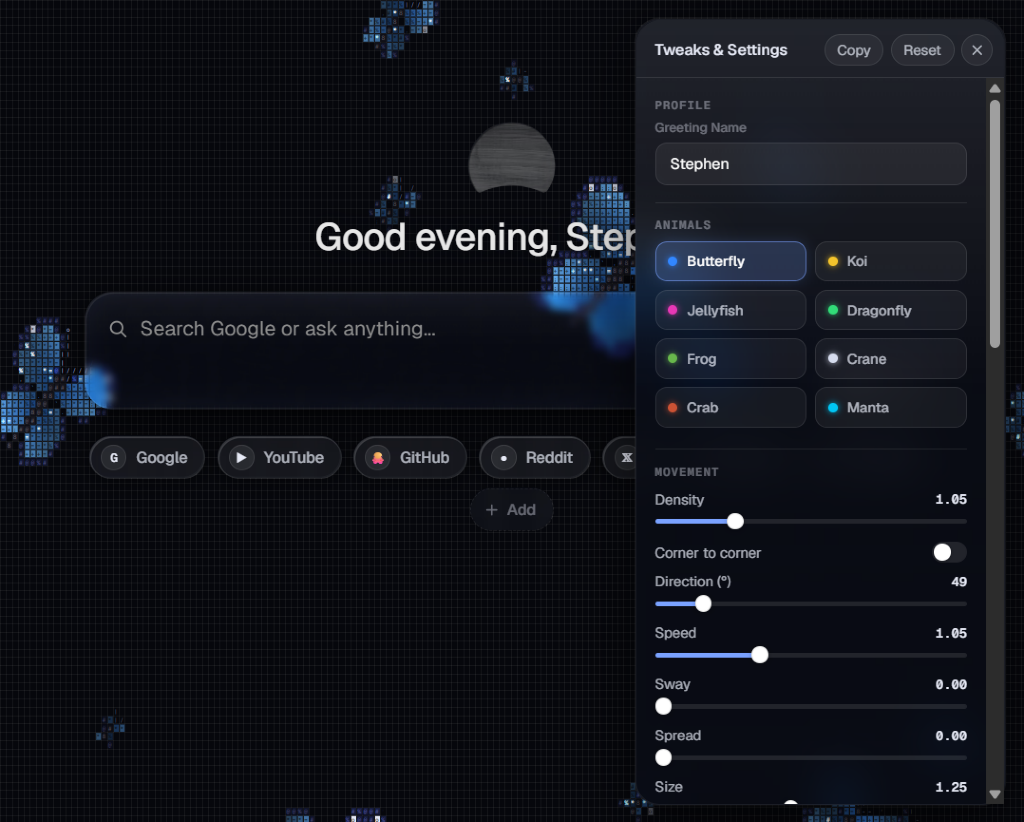 Tweaks & Settings
Copy
Reset
PROFILE
Greeting Name
Stephen
ANIMALS
Butterfly
Koi
Jellyfish
Dragonfly
Frog
Crane
Crab
Manta
MOVEMENT
Density
1.05
Corner to corner
Direction (°)
49
Speed
1.05
Sway
0.00
Spread
0.00
Size
1.25
Good evening, Step
Search Google or ask anything...
G Google
YouTube
GitHub
Reddit
X
+ Add